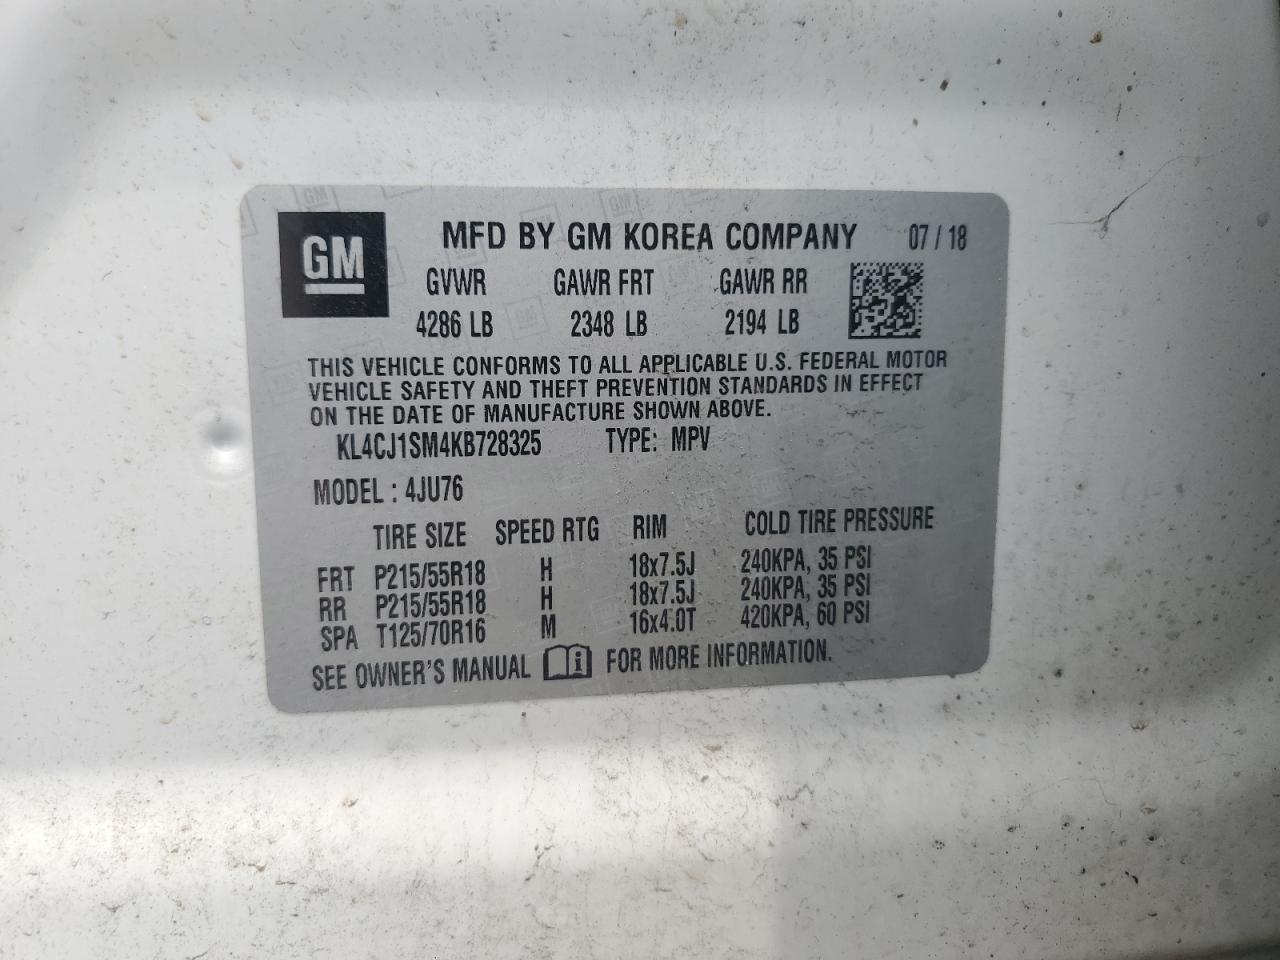 GM
MFD BY GM KOREA COMPANY 07 / 18
GVWR GAWR FRT GAWR RR
4286 LB 2348 LB 2194 LB
THIS VEHICLE CONFORMS TO ALL APPLICABLE U.S. FEDERAL MOTOR
VEHICLE SAFETY AND THEFT PREVENTION STANDARDS IN EFFECT
ON THE DATE OF MANUFACTURE SHOWN ABOVE.
KL4CJ1SM4KB728325 TYPE: MPV
MODEL : 4JU76
TIRE SIZE SPEED RTG RIM COLD TIRE PRESSURE
FRT P215/55R18 H 18x7.5J 240KPA, 35 PSI
RR P215/55R18 H 18x7.5J 240KPA, 35 PSI
SPA T125/70R16 M 16x4.0T 420KPA, 60 PSI
SEE OWNER'S MANUAL i FOR MORE INFORMATION.